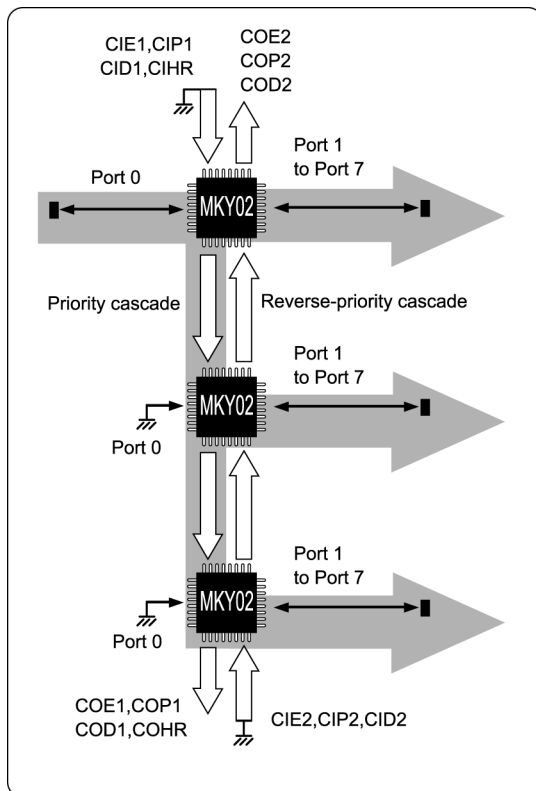 CIE1,CIP1
CID1,CIHR
COE2
COP2
COD2
Port 0
MKY02
Port 1
to Port 7
Priority cascade
Reverse-priority cascade
MKY02
Port 1
to Port 7
Port 0
MKY02
Port 1
to Port 7
Port 0
COE1,COP1
COD1,COHR
CIE2,CIP2,CID2